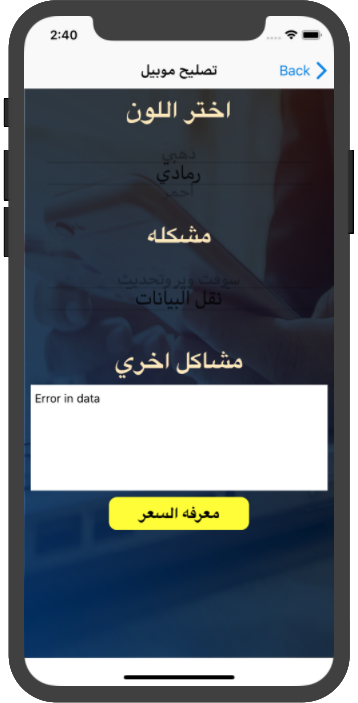 2:40
تصليح موبيل
Back
اختر اللون
ذهبي
رمادي
احمر
مشكله
سوفت وير وتحديث
نقل البيانات
مشاكل اخري
Error in data
معرفه السعر